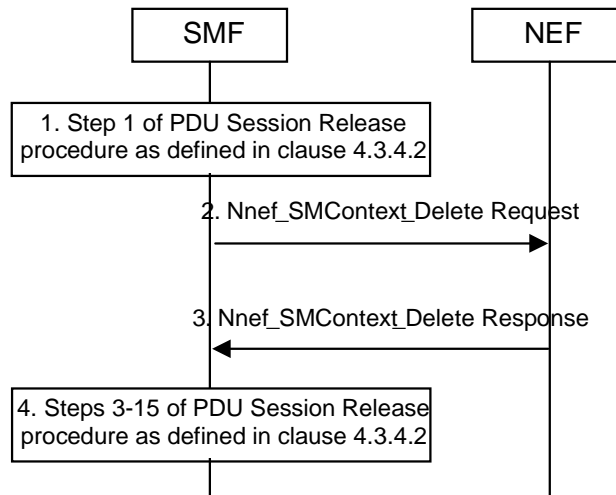 SMF
NEF
1. Step 1 of PDU Session Release
procedure as defined in clause 4.3.4.2
2. Nnef_SMContext_Delete Request
3. Nnef_SMContext_Delete Response
4. Steps 3-15 of PDU Session Release
procedure as defined in clause 4.3.4.2